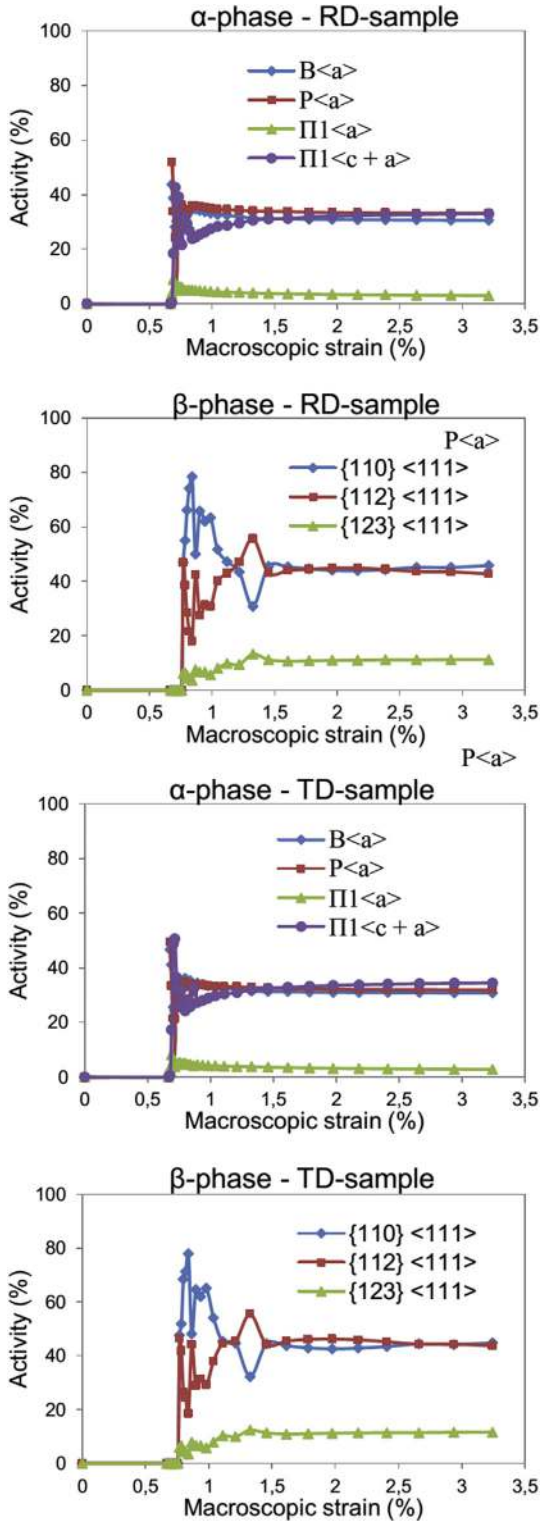 α-phase - RD-sample
100
80
60
40
20
0
Activity (%)
B<a>
P<a>
Π1<a>
Π1<c + a>
0 0,5 1 1,5 2 2,5 3 3,5
Macroscopic strain (%)
β-phase - RD-sample
P<a>
100
80
60
40
20
0
Activity (%)
{110} <111>
{112} <111>
{123} <111>
0 0,5 1 1,5 2 2,5 3 3,5
Macroscopic strain (%)
P<a>
α-phase - TD-sample
100
80
60
40
20
0
Activity (%)
B<a>
P<a>
Π1<a>
Π1<c + a>
0 0,5 1 1,5 2 2,5 3 3,5
Macroscopic strain (%)
β-phase - TD-sample
100
80
60
40
20
0
Activity (%)
{110} <111>
{112} <111>
{123} <111>
0 0,5 1 1,5 2 2,5 3 3,5
Macroscopic strain (%)